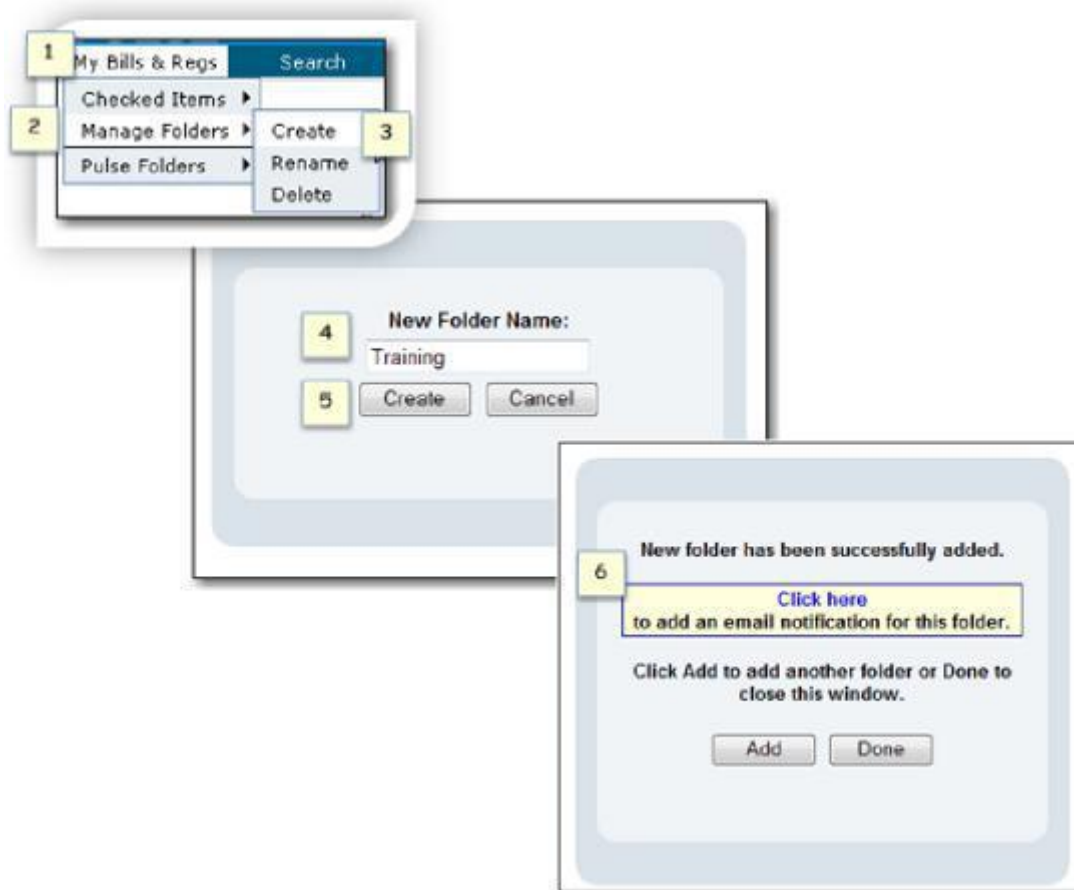 1
My Bills & Regs Search
Checked Items
2
Manage Folders Create 3
Pulse Folders Rename
Delete
4
New Folder Name:
Training
5
Create Cancel
New folder has been successfully added.
6
Click here
to add an email notification for this folder.
Click Add to add another folder or Done to
close this window.
Add Done